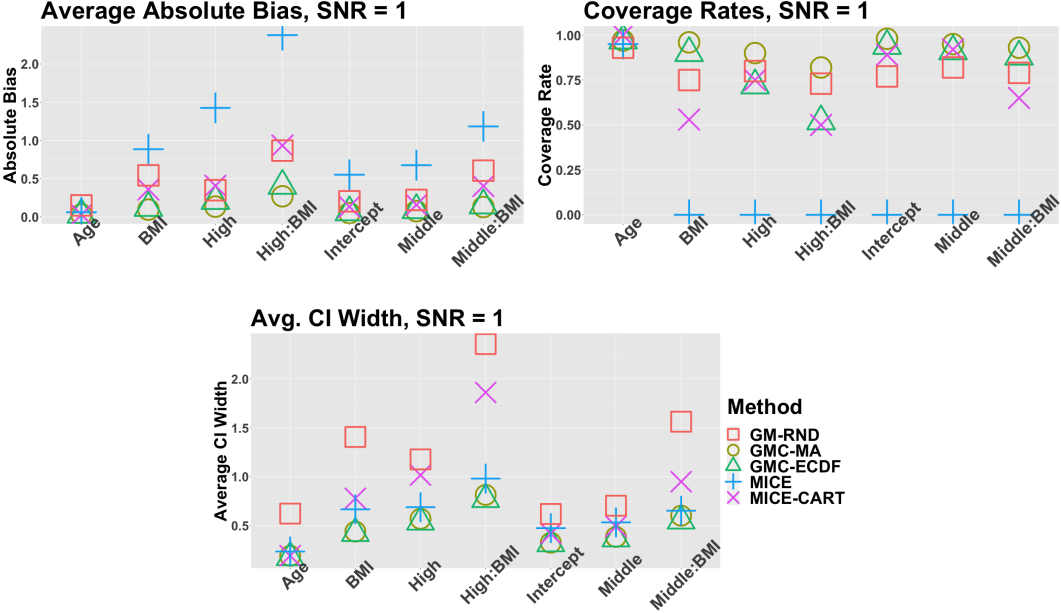 Average Absolute Bias, SNR = 1
Absolute Bias
2.0
1.5
1.0
0.5
0.0
Age
BMI
High
High:BMI
Intercept
Middle
Middle:BMI
Coverage Rates, SNR = 1
Coverage Rate
1.00
0.75
0.50
0.25
0.00
Age
BMI
High
High:BMI
Intercept
Middle
Middle:BMI
Avg. CI Width, SNR = 1
Average CI Width
2.0
1.5
1.0
0.5
Age
BMI
High
High:BMI
Intercept
Middle
Middle:BMI
Method
GM-RND
GMC-MA
GMC-ECDF
MICE
MICE-CART